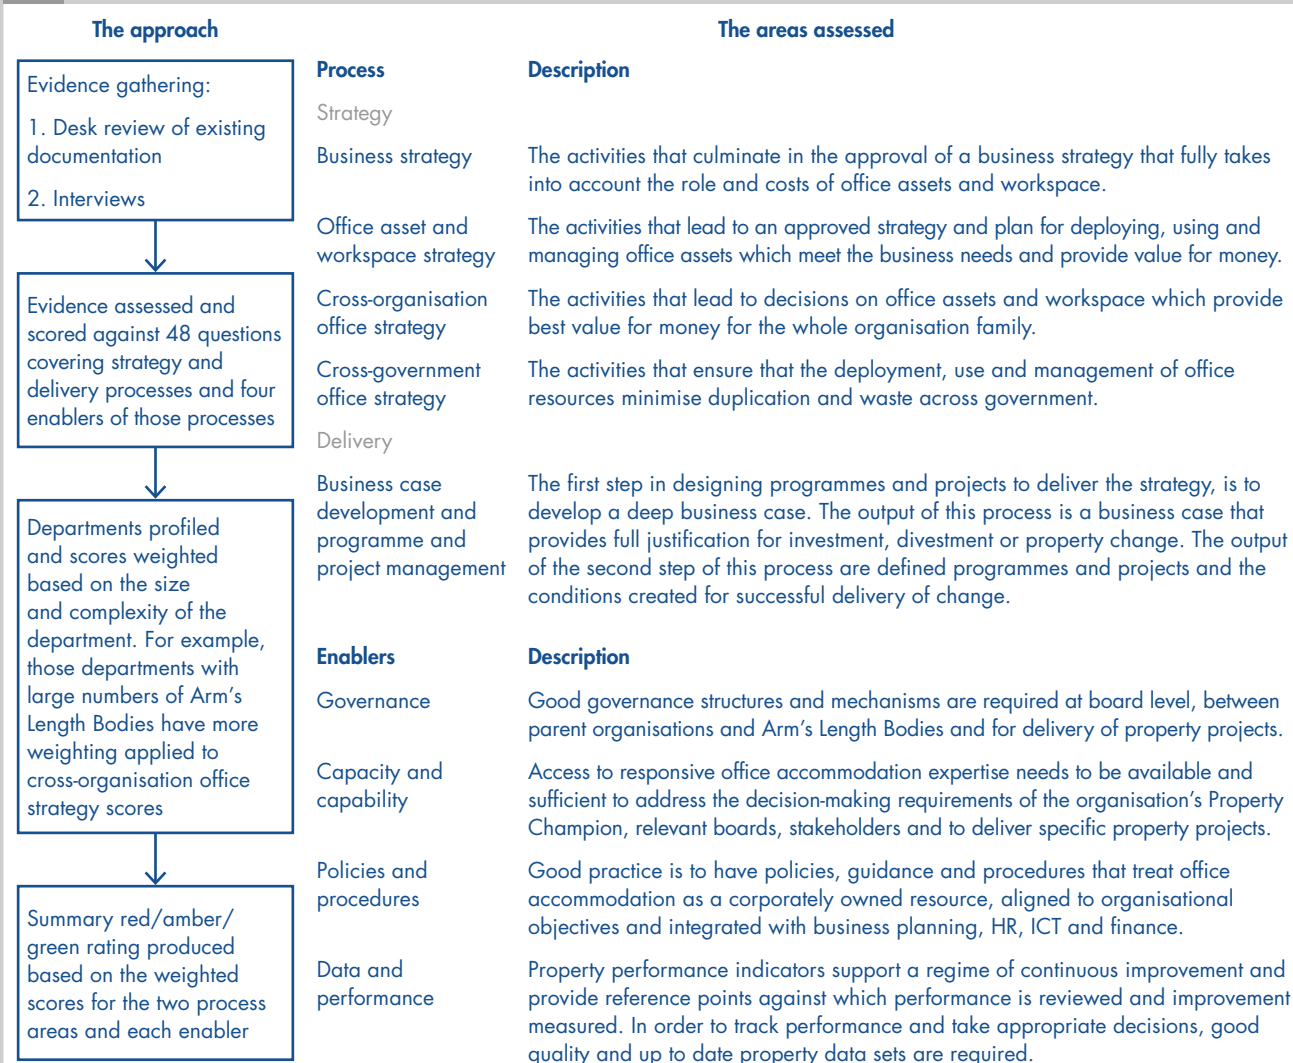 The approach
Evidence gathering:
1. Desk review of existing
documentation
2. Interviews
Evidence assessed and
scored against 48 questions
covering strategy and
delivery processes and four
enablers of those processes
Departments profiled
and scores weighted
based on the size
and complexity of the
department. For example,
those departments with
large numbers of Arm's
Length Bodies have more
weighting applied to
cross-organisation office
strategy scores
Summary red/amber/
green rating produced
based on the weighted
scores for the two process
areas and each enabler
The areas assessed
Process
Description
Strategy
Business strategy
The activities that culminate in the approval of a business strategy that fully takes
into account the role and costs of office assets and workspace.
Office asset and
workspace strategy
The activities that lead to an approved strategy and plan for deploying, using and
managing office assets which meet the business needs and provide value for money.
Cross-organisation
office strategy
The activities that lead to decisions on office assets and workspace which provide
best value for money for the whole organisation family.
Cross-government
office strategy
The activities that ensure that the deployment, use and management of office
resources minimise duplication and waste across government.
Delivery
Business case
development and
programme and
project management
The first step in designing programmes and projects to deliver the strategy, is to
develop a deep business case. The output of this process is a business case that
provides full justification for investment, divestment or property change. The output
of the second step of this process are defined programmes and projects and the
conditions created for successful delivery of change.
Enablers
Description
Governance
Good governance structures and mechanisms are required at board level, between
parent organisations and Arm's Length Bodies and for delivery of property projects.
Capacity and
capability
Access to responsive office accommodation expertise needs to be available and
sufficient to address the decision-making requirements of the organisation's Property
Champion, relevant boards, stakeholders and to deliver specific property projects.
Policies and
procedures
Good practice is to have policies, guidance and procedures that treat office
accommodation as a corporately owned resource, aligned to organisational
objectives and integrated with business planning, HR, ICT and finance.
Data and
performance
Property performance indicators support a regime of continuous improvement and
provide reference points against which performance is reviewed and improvement
measured. In order to track performance and take appropriate decisions, good
quality and up to date property data sets are required.